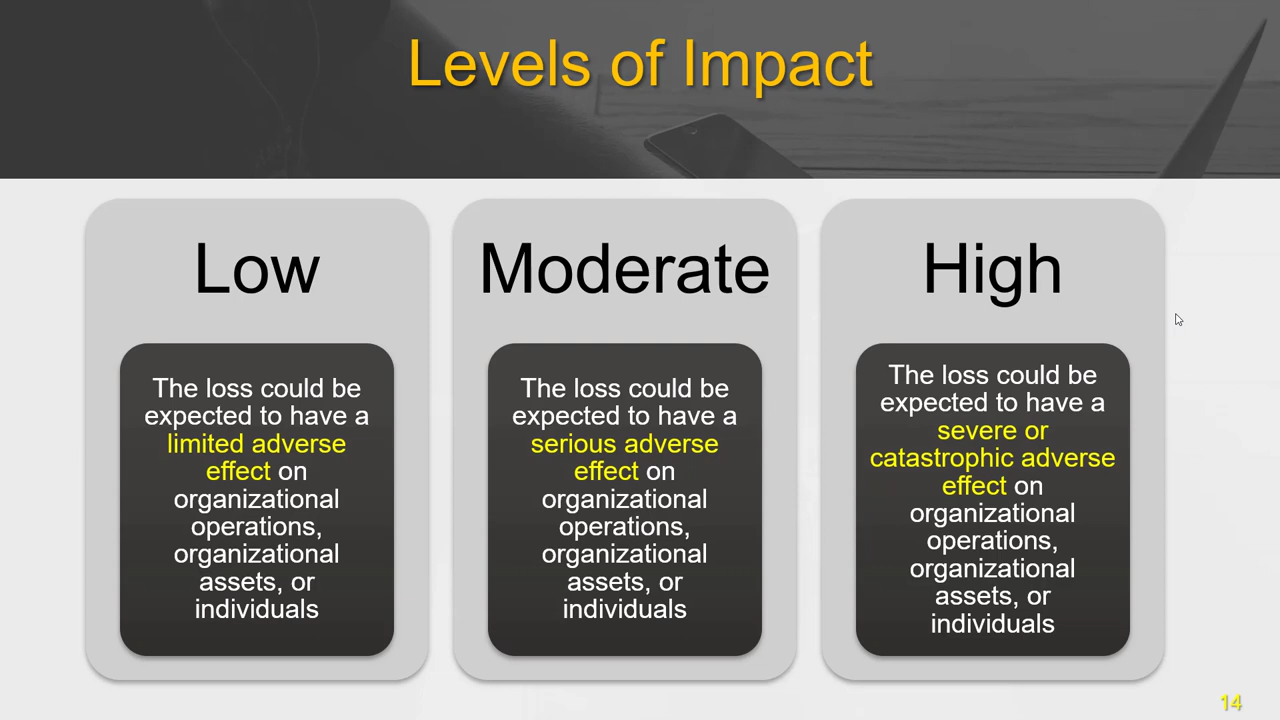 Levels of Impact
Low
The loss could be
expected to have a
limited adverse
effect on
organizational
operations,
organizational
assets, or
individuals
Moderate
The loss could be
expected to have a
serious adverse
effect on
organizational
operations,
organizational
assets, or
individuals
High
The loss could be
expected to have a
severe or
catastrophic adverse
effect on
organizational
operations,
organizational
assets, or
individuals
14